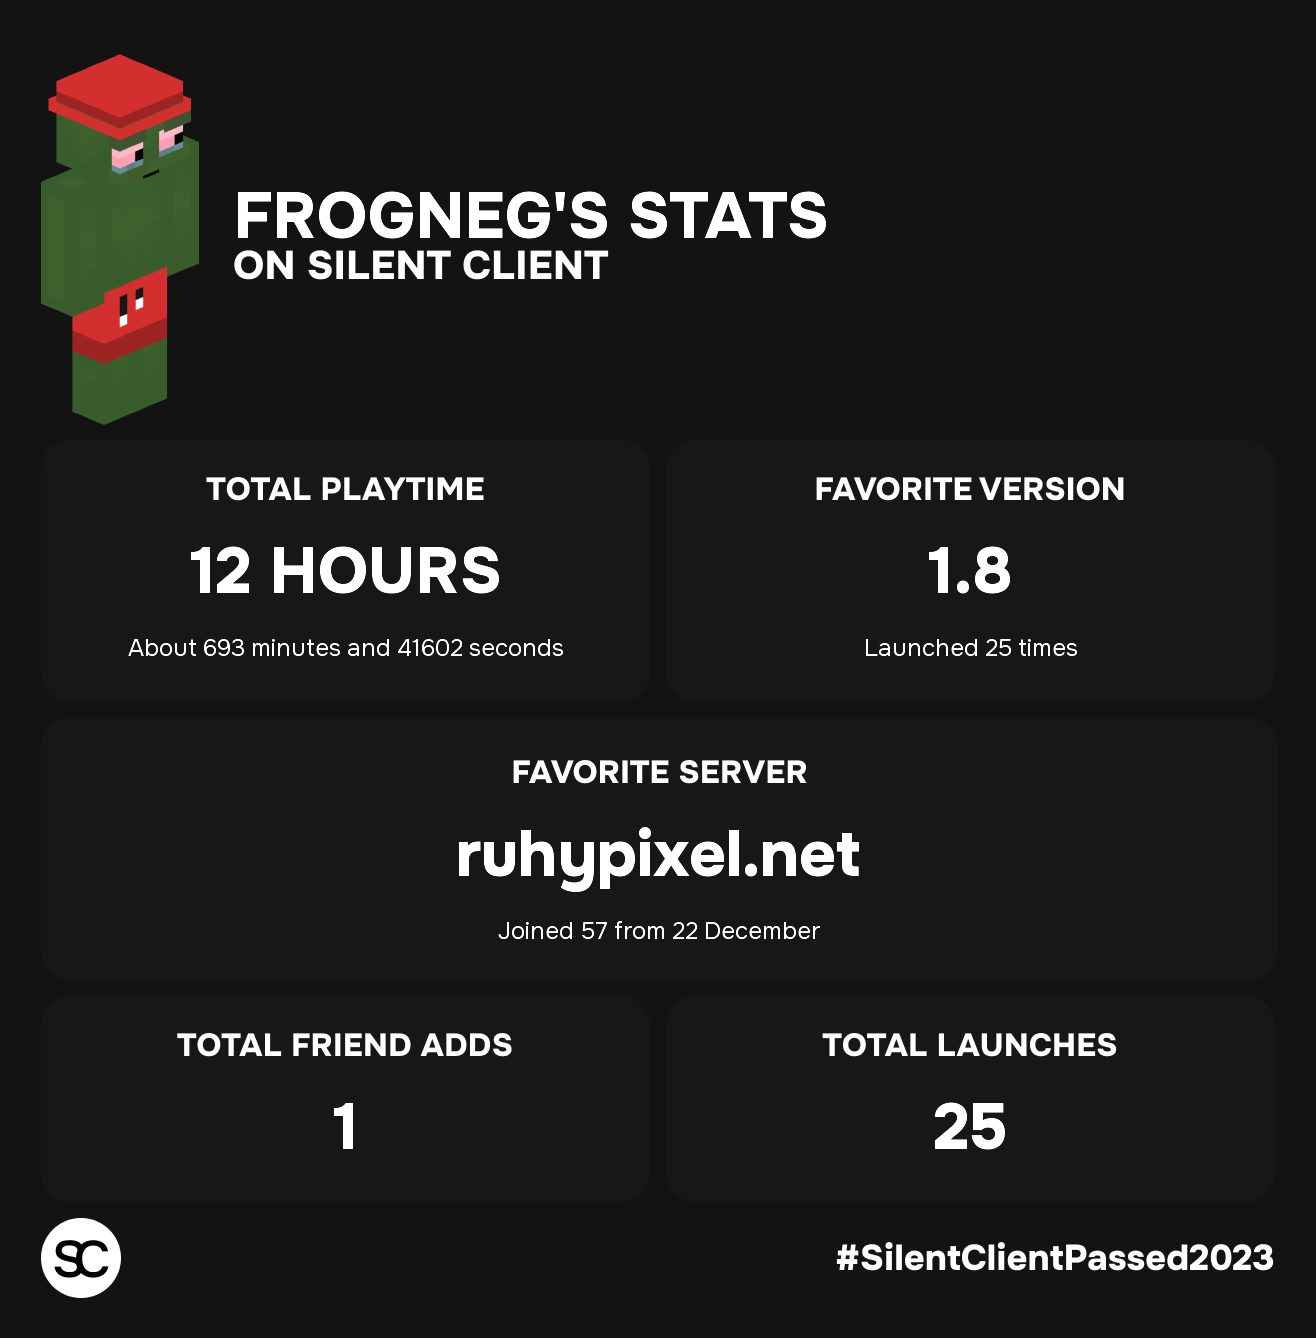 FROGNEG'S STATS
ON SILENT CLIENT
TOTAL PLAYTIME
12 HOURS
About 693 minutes and 41602 seconds
FAVORITE VERSION
1.8
Launched 25 times
FAVORITE SERVER
ruhypixel.net
Joined 57 from 22 December
TOTAL FRIEND ADDS
1
TOTAL LAUNCHES
25
SC
#SilentClientPassed2023